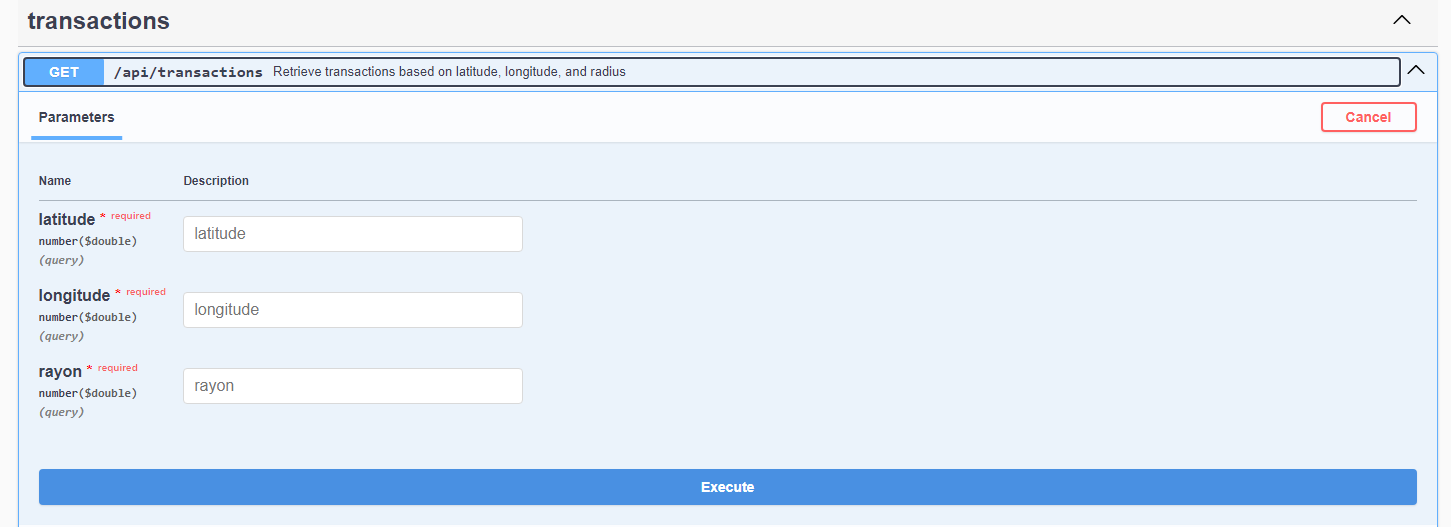 transactions
GET /api/transactions Retrieve transactions based on latitude, longitude, and radius
Parameters Cancel
Name Description
latitude * required
number($double)
(query)
latitude
longitude * required
number($double)
(query)
longitude
rayon * required
number($double)
(query)
rayon
Execute